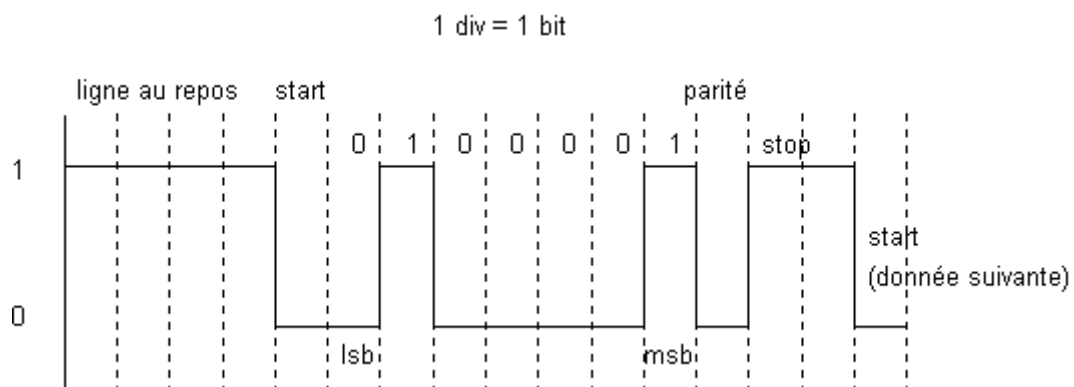 1 div = 1 bit
ligne au repos start parité
0 1 0 0 0 0 1 stop
1
start
(donnée suivante)
0
lsb msb